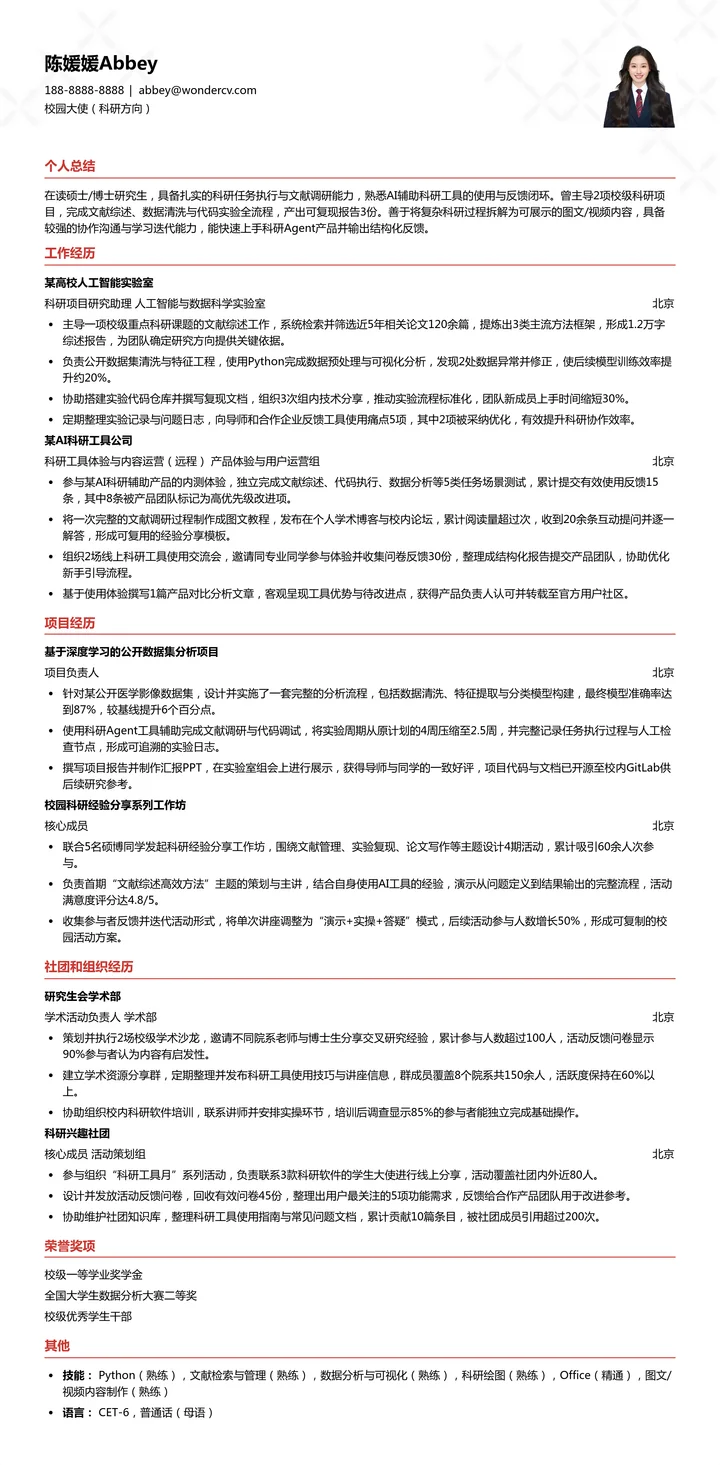 陈媛媛Abbey
188-8888-8888 | abbey@wondercv.com
校园大使（科研方向）
个人总结
在读硕士/博士研究生，具备扎实的科研任务执行与文献调研能力，熟悉AI辅助科研工具的使用与反馈闭环。曾主导2项校级科研项
目，完成文献综述、数据清洗与代码实验全流程，产出可复现报告3份。善于将复杂科研过程拆解为可展示的图文/视频内容，具备
较强的协作沟通与学习迭代能力，能快速上手科研Agent产品并输出结构化反馈。
工作经历
某高校人工智能实验室
科研项目研究助理 人工智能与数据科学实验室 北京
• 主导一项校级重点科研课题的文献综述工作，系统检索并筛选近5年相关论文120余篇，提炼出3类主流方法框架，形成1.2万字
综述报告，为团队确定研究方向提供关键依据。
• 负责公开数据集清洗与特征工程，使用Python完成数据预处理与可视化分析，发现2处数据异常并修正，使后续模型训练效率提
升约20%。
• 协助搭建实验代码仓库并撰写复现文档，组织3次组内技术分享，推动实验流程标准化，团队新成员上手时间缩短30%。
• 定期整理实验记录与问题日志，向导师和合作企业反馈工具使用痛点5项，其中2项被采纳优化，有效提升科研协作效率。
某AI科研工具公司
科研工具体验与内容运营（远程） 产品体验与用户运营组 北京
• 参与某AI科研辅助产品的内测体验，独立完成文献综述、代码执行、数据分析等5类任务场景测试，累计提交有效使用反馈15
条，其中8条被产品团队标记为高优先级改进项。
• 将一次完整的文献调研过程制作成图文教程，发布在个人学术博客与校内论坛，累计阅读量超过次，收到20余条互动提问并逐一
解答，形成可复用的经验分享模板。
• 组织2场线上科研工具使用交流会，邀请同专业同学参与体验并收集问卷反馈30份，整理成结构化报告提交产品团队，协助优化
新手引导流程。
• 基于使用体验撰写1篇产品对比分析文章，客观呈现工具优势与待改进点，获得产品负责人认可并转载至官方用户社区。
项目经历
基于深度学习的公开数据集分析项目
项目负责人 北京
• 针对某公开医学影像数据集，设计并实施了一套完整的分析流程，包括数据清洗、特征提取与分类模型构建，最终模型准确率达
到87%，较基线提升6个百分点。
• 使用科研Agent工具辅助完成文献调研与代码调试，将实验周期从原计划的4周压缩至2.5周，并完整记录任务执行过程与人工检
查节点，形成可追溯的实验日志。
• 撰写项目报告并制作汇报PPT，在实验室组会上进行展示，获得导师与同学的一致好评，项目代码与文档已开源至校内GitLab供
后续研究参考。
校园科研经验分享系列工作坊
核心成员 北京
• 联合5名硕博同学发起科研经验分享工作坊，围绕文献管理、实验复现、论文写作等主题设计4期活动，累计吸引60余人次参
与。
• 负责首期“文献综述高效方法”主题的策划与主讲，结合自身使用AI工具的经验，演示从问题定义到结果输出的完整流程，活动
满意度评分达4.8/5。
• 收集参与者反馈并迭代活动形式，将单次讲座调整为“演示+实操+答疑”模式，后续活动参与人数增长50%，形成可复制的校
园活动方案。
社团和组织经历
研究生会学术部
学术活动负责人 学术部 北京
• 策划并执行2场校级学术沙龙，邀请不同院系老师与博士生分享交叉研究经验，累计参与人数超过100人，活动反馈问卷显示
90%参与者认为内容有启发性。
• 建立学术资源分享群，定期整理并发布科研工具使用技巧与讲座信息，群成员覆盖8个院系共150余人，活跃度保持在60%以
上。
• 协助组织校内科研软件培训，联系讲师并安排实操环节，培训后调查显示85%的参与者能独立完成基础操作。
科研兴趣社团
核心成员 活动策划组 北京
• 参与组织“科研工具月”系列活动，负责联系3款科研软件的学生大使进行线上分享，活动覆盖社团内外近80人。
• 设计并发放活动反馈问卷，回收有效问卷45份，整理出用户最关注的5项功能需求，反馈给合作产品团队用于改进参考。
• 协助维护社团知识库，整理科研工具使用指南与常见问题文档，累计贡献10篇条目，被社团成员引用超过200次。
荣誉奖项
校级一等学业奖学金
全国大学生数据分析大赛二等奖
校级优秀学生干部
其他
• 技能： Python（熟练），文献检索与管理（熟练），数据分析与可视化（熟练），科研绘图（熟练），Office（精通），图文/
视频内容制作（熟练）
• 语言： CET-6，普通话（母语）